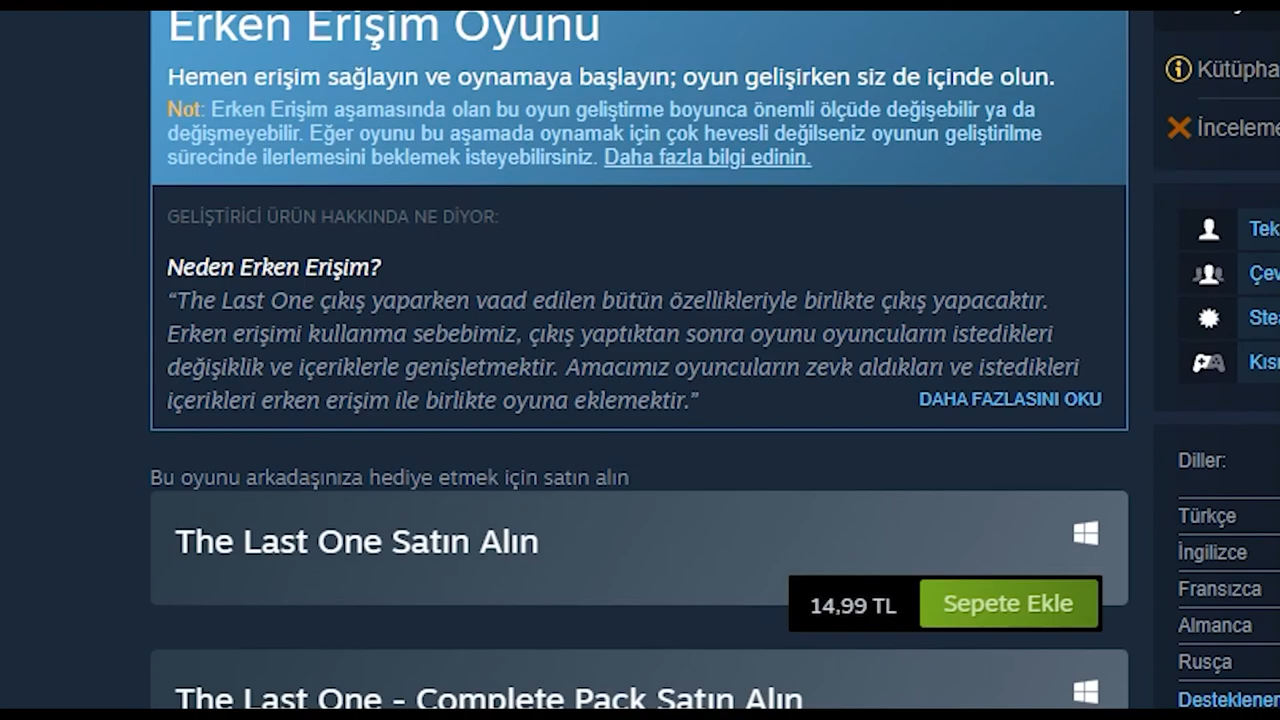 Erken Erişim Oyunu
Hemen erişim sağlayın ve oynamaya başlayın; oyun gelişirken siz de içinde olun.
Not: Erken Erişim aşamasında olan bu oyun geliştirme boyunca önemli ölçüde değişebilir ya da
değişmeyebilir. Eğer oyunu bu aşamada oynamak için çok hevesli değilseniz oyunun geliştirilme
sürecinde ilerlemesini beklemek isteyebilirsiniz. Daha fazla bilgi edinin.
GELİŞTİRİCİ ÜRÜN HAKKINDA NE DİYOR:
Neden Erken Erişim?
“The Last One çıkış yaparken vaad edilen bütün özellikleriyle birlikte çıkış yapacaktır.
Erken erişimi kullanma sebebimiz, çıkış yaptıktan sonra oyunu oyuncuların istedikleri
değişiklik ve içeriklerle genişletmektir. Amacımız oyuncuların zevk aldıkları ve istedikleri
içerikleri erken erişim ile birlikte oyuna eklemektir.”
DAHA FAZLASINI OKU
Bu oyunu arkadaşınıza hediye etmek için satın alın
The Last One Satın Alın
14,99 TL
Sepete Ekle
The Last One - Complete Pack Satın Alın
Kütüpha
İnceleme
Tek
Çev
Ste
Kısı
Diller:
Türkçe
İngilizce
Fransızca
Almanca
Rusça
Desteklenen